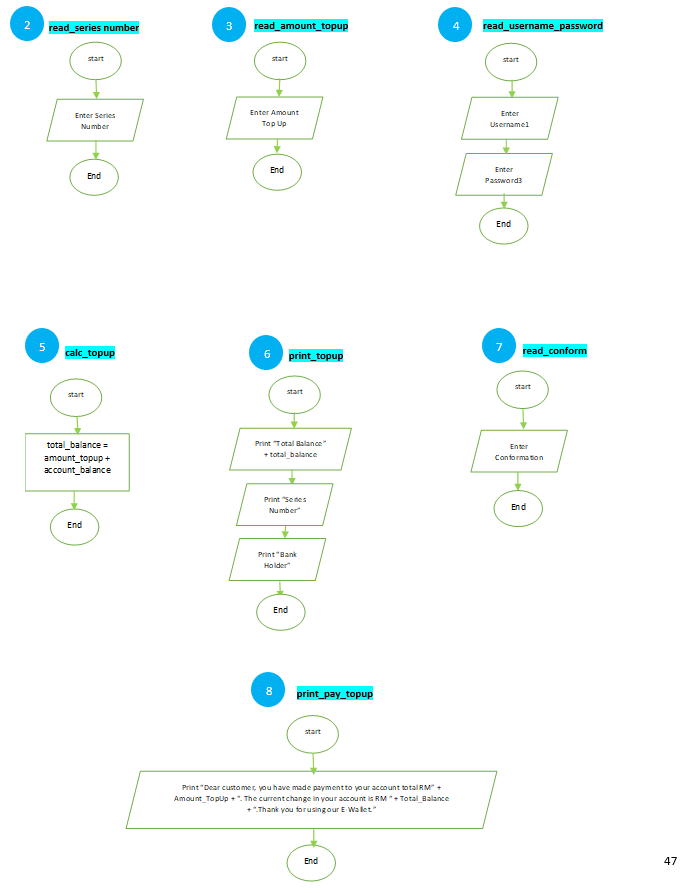 2
read_series number
start
Enter Series
Number
End
3
read_amount_topup
start
Enter Amount
Top Up
End
4
read_username_password
start
Enter
Username1
Enter
Password3
End
5
calc_topup
start
total_balance =
amount_topup +
account_balance
End
6
print_topup
start
Print "Total Balance"
+ total_balance
Print "Series
Number"
Print "Bank
Holder"
End
7
read_conform
start
Enter
Conformation
End
8
print_pay_topup
start
Print "Dear customer, you have made payment to your account total RM" +
Amount_TopUp + ". The current change in your account is RM " + Total_Balance
+ ".Thank you for using our E-Wallet."
End
47